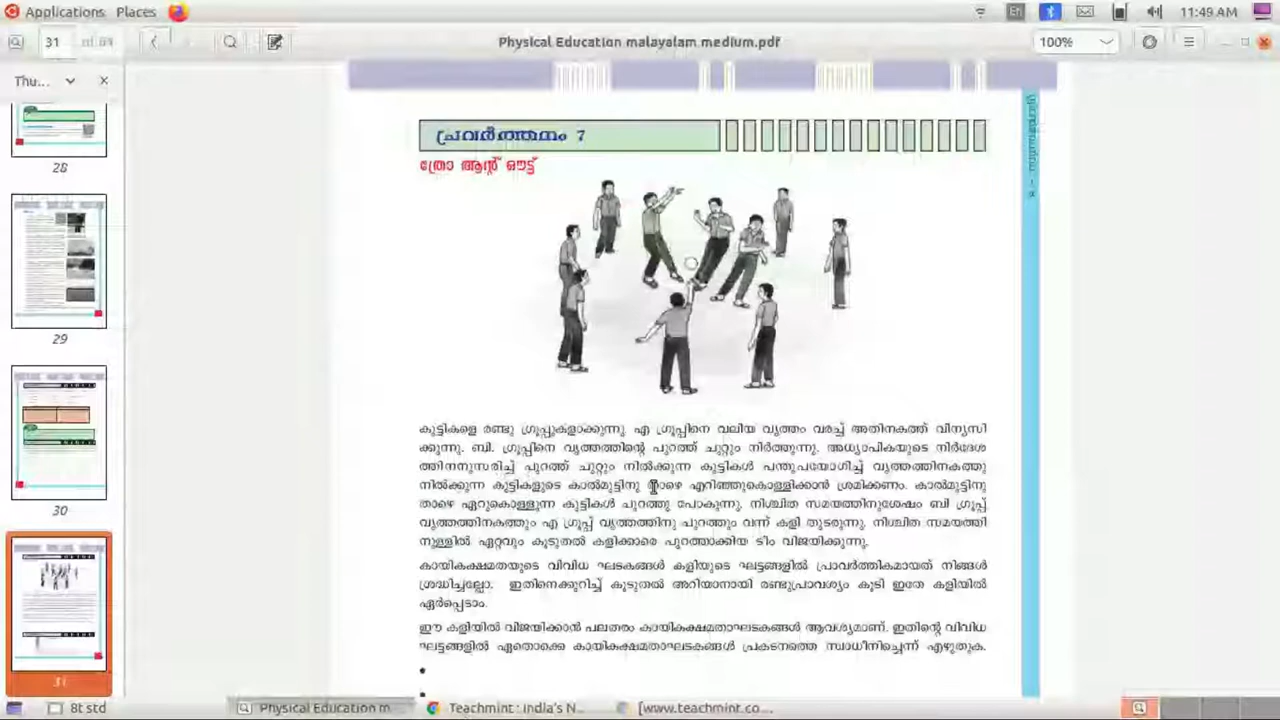 Applications Places En 11:49 AM
31 Physical Education malayalam medium.pdf 100%
Thu...
28
29
30
31
പ്രവർത്തനം 7
ത്രോ ആന്റ് ഔട്ട്
കുട്ടികളെ രണ്ടു ഗ്രൂപ്പുകളാക്കുന്നു. എ ഗ്രൂപ്പിനെ വലിയ വൃത്തം വരച്ച് അതിനകത്ത് വിന്യസി
ക്കുന്നു. ബി. ഗ്രൂപ്പിനെ വൃത്തത്തിന്റെ പുറത്ത് ചുറ്റും നിർത്തുന്നു. അധ്യാപികയുടെ നിർദേശ
ത്തിനനുസരിച്ച് പുറത്ത് ചുറ്റും നിൽക്കുന്ന കുട്ടികൾ പന്തുപയോഗിച്ച് വൃത്തത്തിനകത്തു
നിൽക്കുന്ന കുട്ടികളുടെ കാൽമുട്ടിനു താഴെ എറിഞ്ഞുകൊള്ളിക്കാൻ ശ്രമിക്കണം. കാൽമുട്ടിനു
താഴെ ഏറുകൊള്ളുന്ന കുട്ടികൾ പുറത്തു പോകുന്നു. നിശ്ചിത സമയത്തിനുശേഷം ബി ഗ്രൂപ്പ്
വൃത്തത്തിനകത്തും എ ഗ്രൂപ്പ് വൃത്തത്തിനു പുറത്തും വന്ന് കളി തുടരുന്നു. നിശ്ചിത സമയത്തി
നുള്ളിൽ ഏറ്റവും കൂടുതൽ കളിക്കാരെ പുറത്താക്കിയ ടീം വിജയിക്കുന്നു.
കായികക്ഷമതയുടെ വിവിധ ഘടകങ്ങൾ കളിയുടെ ഘട്ടങ്ങളിൽ പ്രാവർത്തികമായത് നിങ്ങൾ
ശ്രദ്ധിച്ചല്ലോ. ഇതിനെക്കുറിച്ച് കൂടുതൽ അറിയാനായി രണ്ടുപ്രാവശ്യം കൂടി ഇതേ കളിയിൽ
ഏർപ്പെടാം.
ഈ കളിയിൽ വിജയിക്കാൻ പലതരം കായികക്ഷമതാഘടകങ്ങൾ ആവശ്യമാണ്. ഇതിന്റെ വിവിധ
ഘട്ടങ്ങളിൽ ഏതൊക്കെ കായികക്ഷമതാഘടകങ്ങൾ പ്രകടനത്തെ സ്വാധീനിച്ചെന്ന് എഴുതുക.
8t std Physical Education m... Teachmint : India's N... [www.teachmint.co...